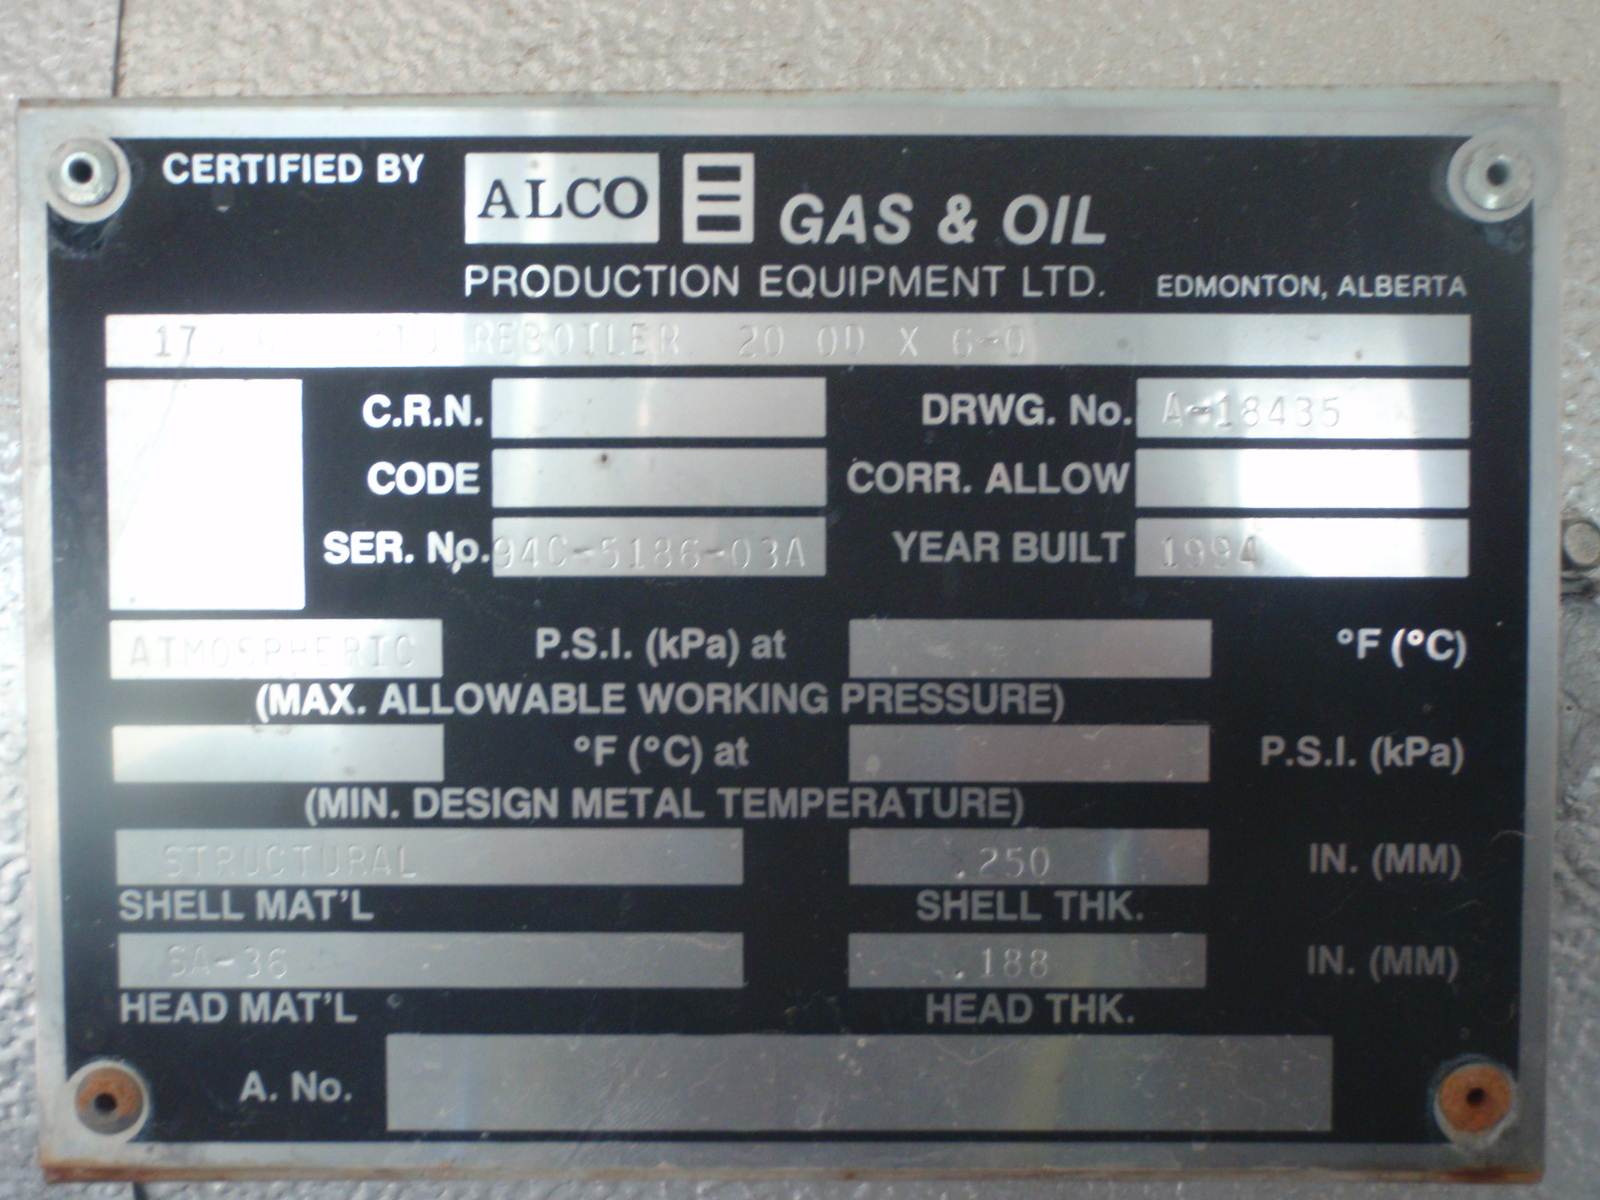 CERTIFIED BY ALCO GAS & OIL
PRODUCTION EQUIPMENT LTD. EDMONTON, ALBERTA
REBOILER 20 OD X 6-0
C.R.N. DRWG. No. A-18435
CODE CORR. ALLOW
SER. No. 94C-5186-03A YEAR BUILT 1994
ATMOSPHERIC P.S.I. (kPa) at °F (°C)
(MAX. ALLOWABLE WORKING PRESSURE)
°F (°C) at P.S.I. (kPa)
(MIN. DESIGN METAL TEMPERATURE)
STRUCTURAL .250 IN. (MM)
SHELL MAT'L SHELL THK.
SA-36 .188 IN. (MM)
HEAD MAT'L HEAD THK.
A. No.